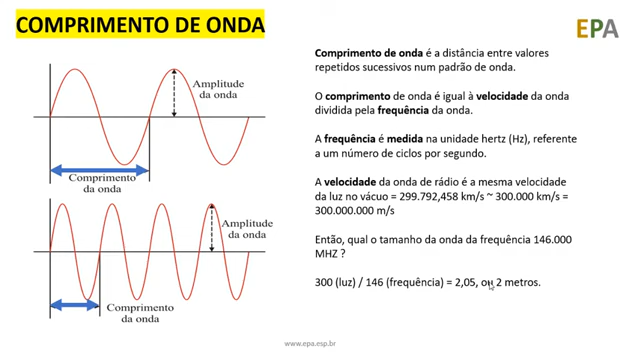 COMPRIMENTO DE ONDA
EPA
Amplitude
da onda
Comprimento
da onda
Amplitude
da onda
Comprimento
da onda
Comprimento de onda é a distância entre valores
repetidos sucessivos num padrão de onda.
O comprimento de onda é igual à velocidade da onda
dividida pela frequência da onda.
A frequência é medida na unidade hertz (Hz), referente
a um número de ciclos por segundo.
A velocidade da onda de rádio é a mesma velocidade
da luz no vácuo = 299.792,458 km/s ~ 300.000 km/s =
300.000.000 m/s
Então, qual o tamanho da onda da frequência 146.000
MHZ ?
300 (luz) / 146 (frequência) = 2,05, ou 2 metros.
www.epa.esp.br